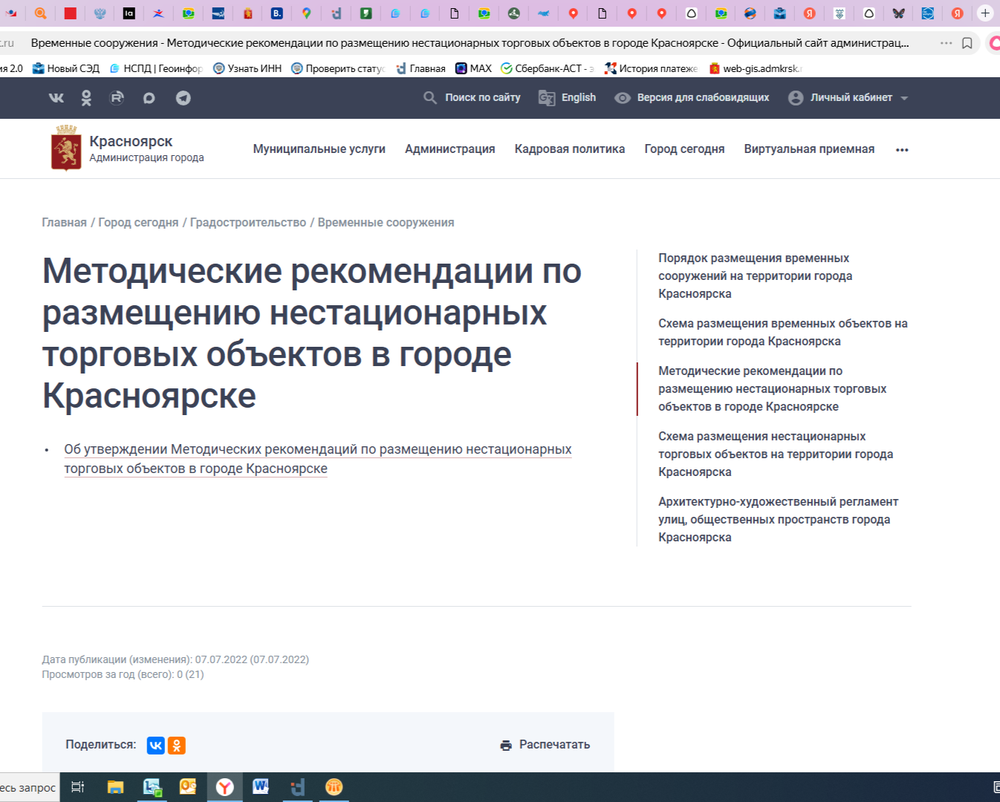 .ru Временные сооружения - Методические рекомендации по размещению нестационарных торговых объектов в городе Красноярске - Официальный сайт администрац...
ия 2.0 Новый СЭД НСПД | Геоинфор Узнать ИНН Проверить статус Главная MAX Сбербанк-АСТ - э История платеже web-gis.admkrsk.r
Поиск по сайту English Версия для слабовидящих Личный кабинет
Красноярск
Администрация города
Муниципальные услуги Администрация Кадровая политика Город сегодня Виртуальная приемная
Главная / Город сегодня / Градостроительство / Временные сооружения
Методические рекомендации по
размещению нестационарных
торговых объектов в городе
Красноярске
• Об утверждении Методических рекомендаций по размещению нестационарных
торговых объектов в городе Красноярске
Порядок размещения временных
сооружений на территории города
Красноярска
Схема размещения временных объектов на
территории города Красноярска
Методические рекомендации по
размещению нестационарных торговых
объектов в городе Красноярске
Схема размещения нестационарных
торговых объектов на территории города
Красноярска
Архитектурно-художественный регламент
улиц, общественных пространств города
Красноярска
Дата публикации (изменения): 07.07.2022 (07.07.2022)
Просмотров за год (всего): 0 (21)
Поделиться: Распечатать
есь запрос